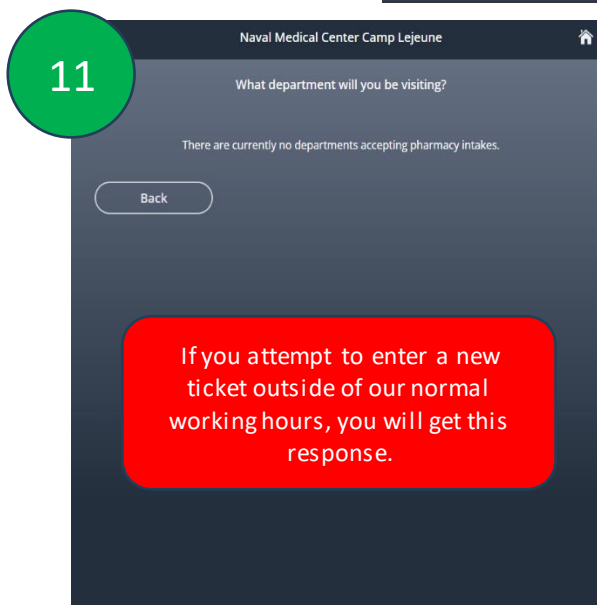 11
Naval Medical Center Camp Lejeune
What department will you be visiting?
There are currently no departments accepting pharmacy intakes.
Back
If you attempt to enter a new
ticket outside of our normal
working hours, you will get this
response.